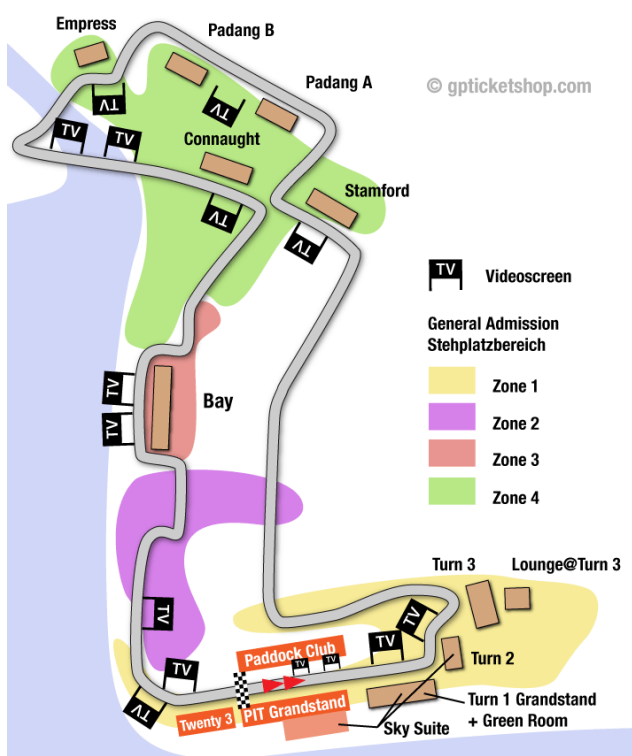 Empress
Padang B
Padang A
© gpticketshop.com
TV
TV
TV
TV
Connaught
Stamford
TV
TV
TV
Videoscreen
General Admission
Stehplatzbereich
Zone 1
Zone 2
Zone 3
Zone 4
TV
TV
Bay
Turn 3
Lounge@Turn 3
TV
TV
TV
Paddock Club
TV
TV
TV
Turn 2
TV
Twenty 3
PIT Grandstand
Sky Suite
Turn 1 Grandstand
+ Green Room